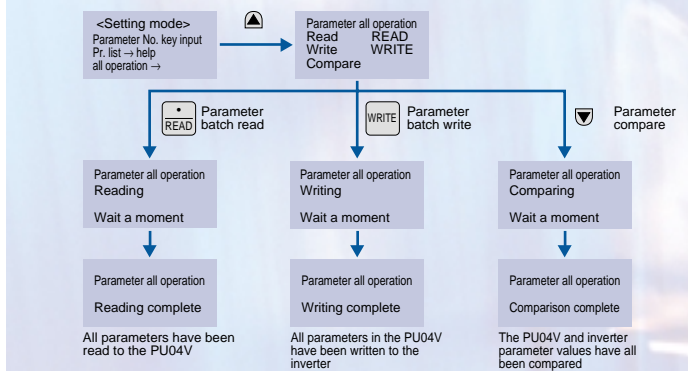 <Setting mode>
Parameter No. key input
Pr. list → help
all operation →
Parameter all operation
Read READ
Write WRITE
Compare
READ
Parameter
batch read
WRITE
Parameter
batch write
Parameter
compare
Parameter all operation
Reading
Wait a moment
Parameter all operation
Writing
Wait a moment
Parameter all operation
Comparing
Wait a moment
Parameter all operation
Reading complete
Parameter all operation
Writing complete
Parameter all operation
Comparison complete
All parameters have been
read to the PU04V
All parameters in the PU04V
have been written to the
inverter
The PU04V and inverter
parameter values have all
been compared